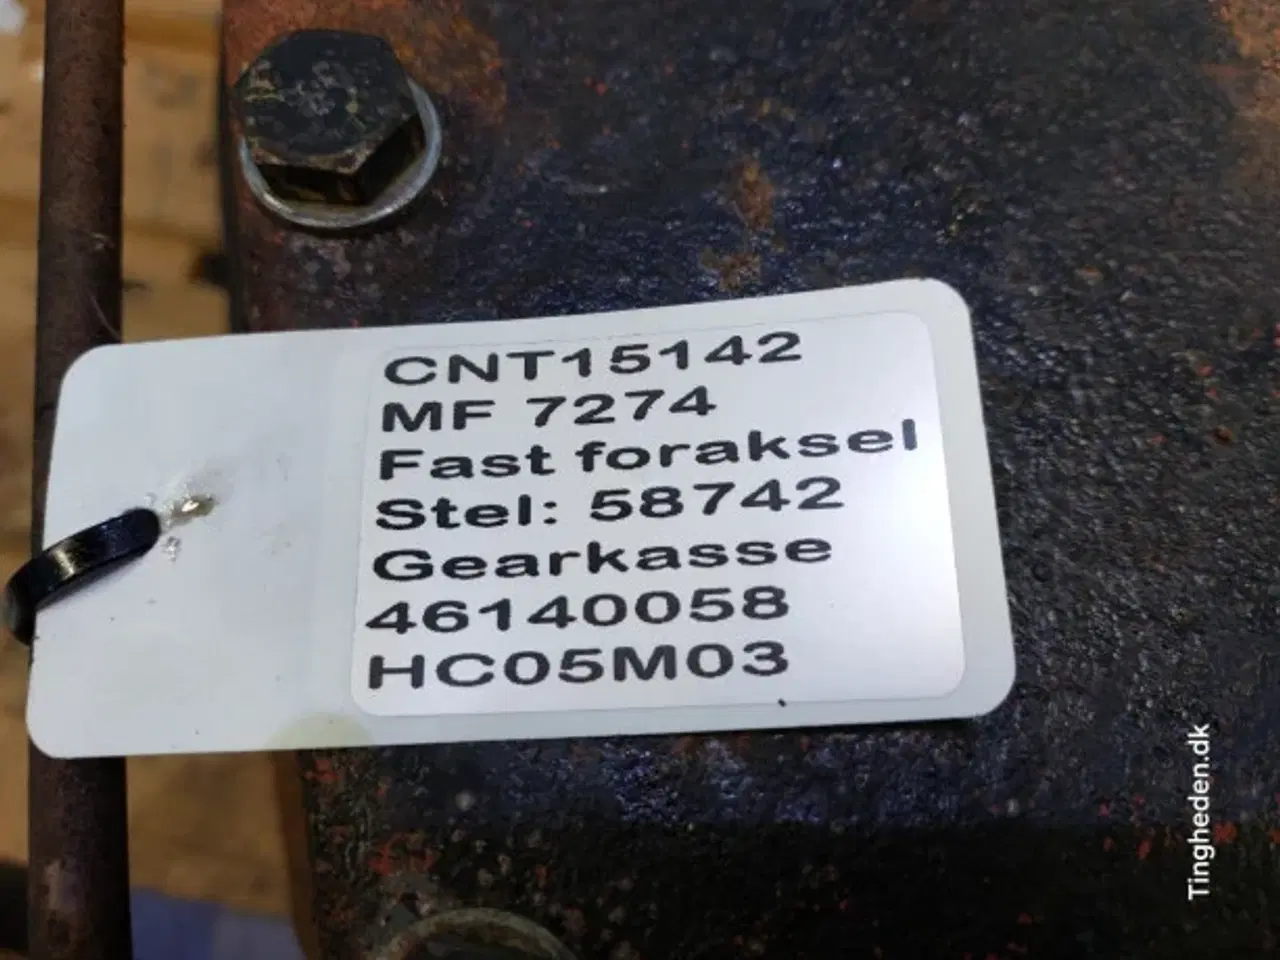 CNT15142
MF 7274
Fast foraksel
Stel: 58742
Gearkasse
46140058
HC05M03
Tingheden.dk